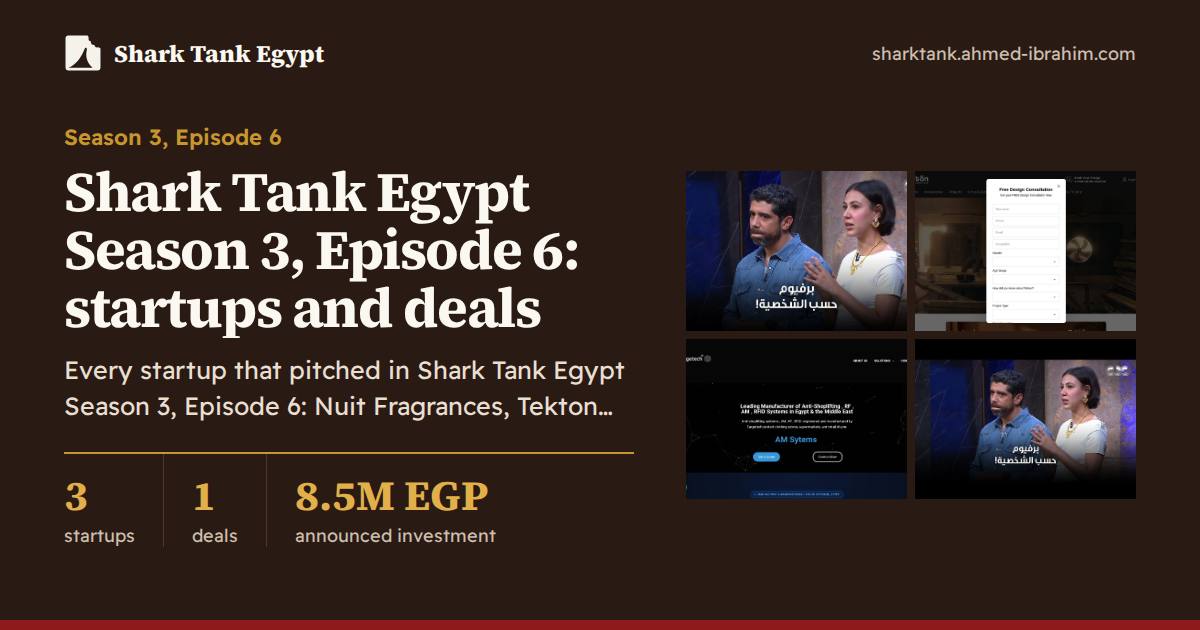 Shark Tank Egypt
sharktank.ahmed-ibrahim.com
Season 3, Episode 6
Shark Tank Egypt
Season 3, Episode 6:
startups and deals
Every startup that pitched in Shark Tank Egypt
Season 3, Episode 6: Nuit Fragrances, Tekton...
3
startups
1
deals
8.5M EGP
announced investment
برفيوم
حسب الشخصية!
Free Design Consultation
Leading Manufacturer of Anti-Shoplifting , RF ,
AM , RFID Systems in Egypt & the Middle East
AM Sytems
برفيوم
حسب الشخصية!